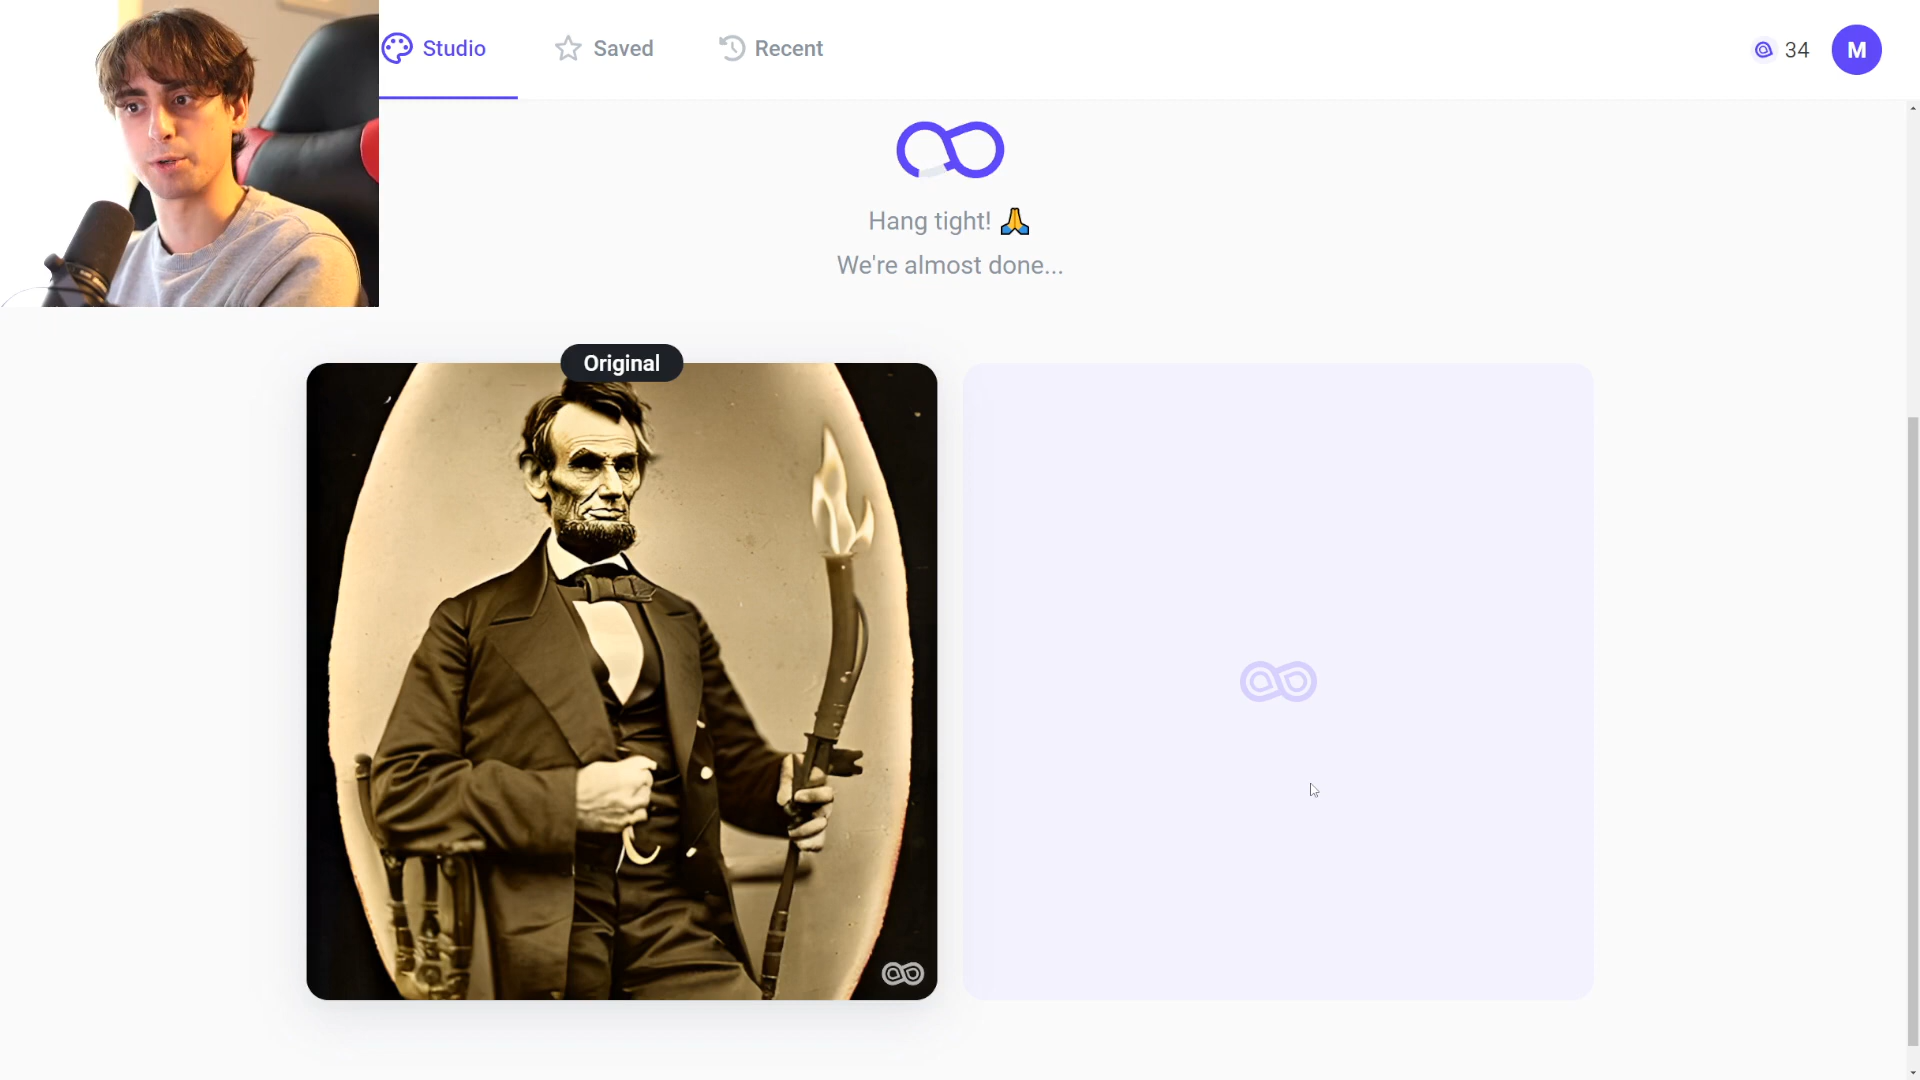 Studio
Saved
Recent
34
M
Hang tight! 🙏
We're almost done...
Original